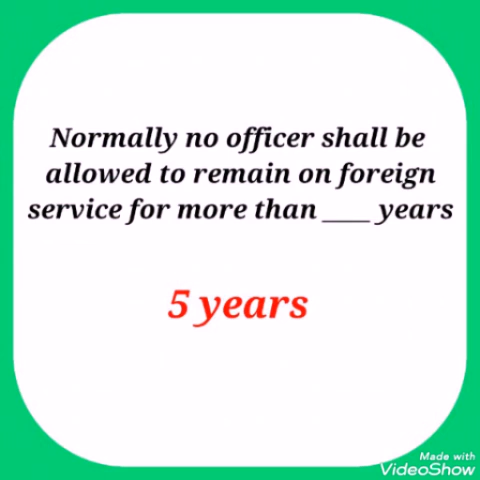 Normally no officer shall be
allowed to remain on foreign
service for more than ____ years
5 years
Made with
VideoShow